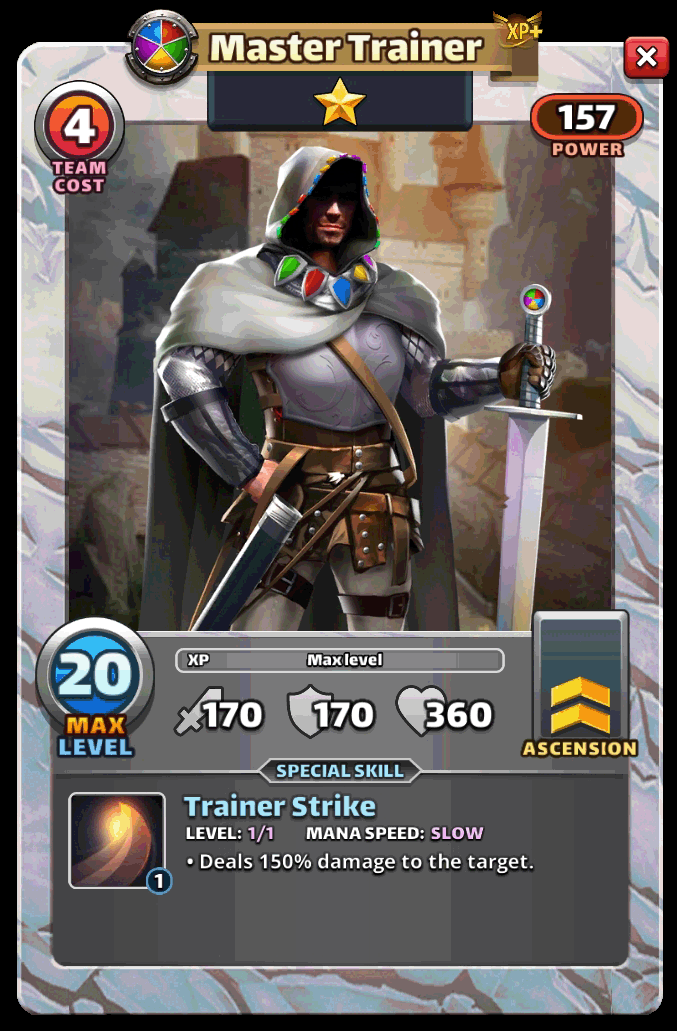 Master Trainer
XP+
4
TEAM
COST
157
POWER
20
MAX
LEVEL
XP Max level
170 170 360
ASCENSION
SPECIAL SKILL
Trainer Strike
LEVEL: 1/1 MANA SPEED: SLOW
• Deals 150% damage to the target.
1